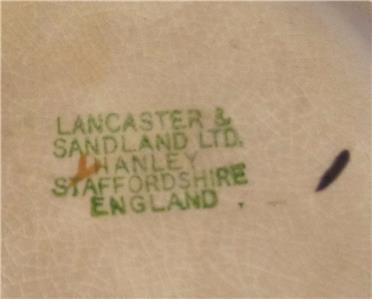 LANCASTER &
SANDLAND LTD.
HANLEY
STAFFORDSHIRE
ENGLAND